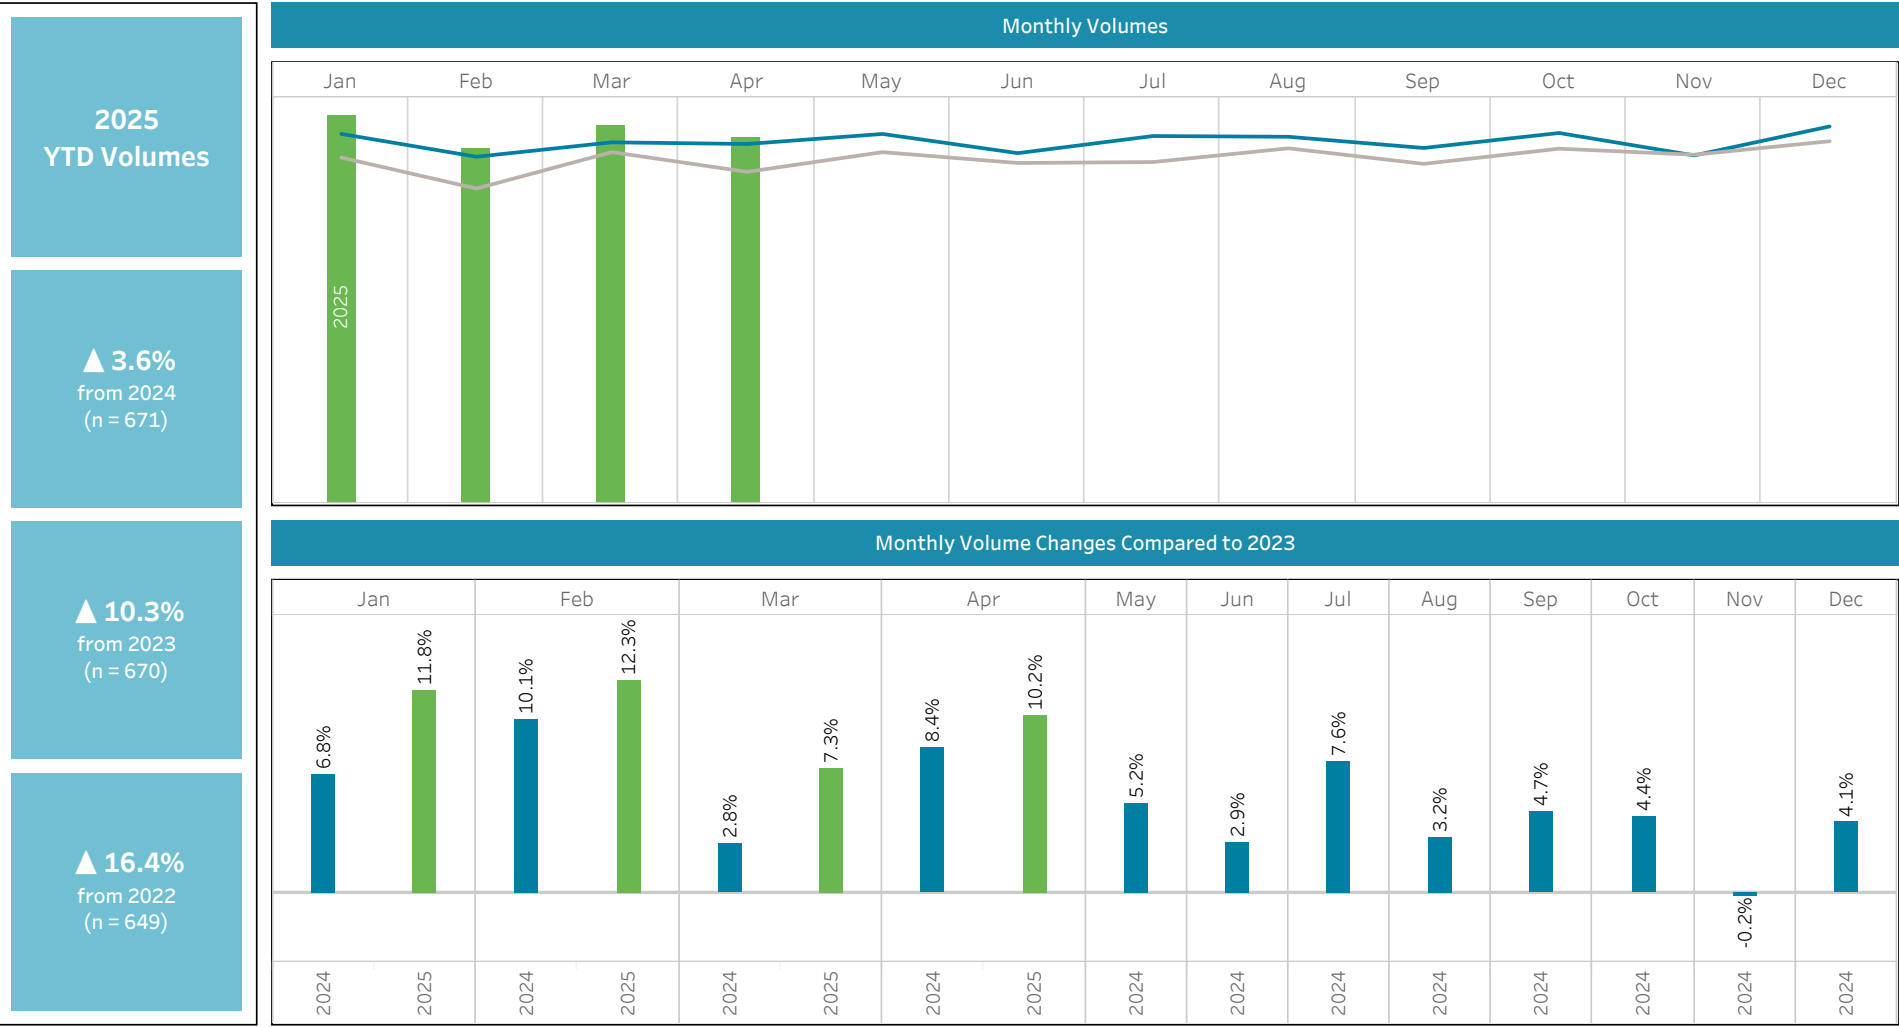 2025
YTD Volumes
▲ 3.6%
from 2024
(n = 671)
▲ 10.3%
from 2023
(n = 670)
▲ 16.4%
from 2022
(n = 649)
Monthly Volumes
Jan Feb Mar Apr May Jun Jul Aug Sep Oct Nov Dec
2025
Monthly Volume Changes Compared to 2023
Jan Feb Mar Apr May Jun Jul Aug Sep Oct Nov Dec
6.8% 11.8% 10.1% 12.3% 2.8% 7.3% 8.4% 10.2% 5.2% 2.9% 7.6% 3.2% 4.7% 4.4% -0.2% 4.1%
2024 2025 2024 2025 2024 2025 2024 2025 2024 2024 2024 2024 2024 2024 2024 2024